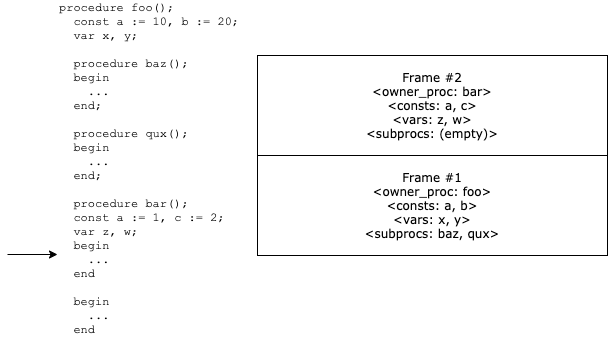 procedure foo();
const a := 10, b := 20;
var x, y;
procedure baz();
begin
...
end;
procedure qux();
begin
...
end;
procedure bar();
const a := 1, c := 2;
var z, w;
begin
...
end
begin
...
end
Frame #2
<owner_proc: bar>
<consts: a, c>
<vars: z, w>
<subprocs: (empty)>
Frame #1
<owner_proc: foo>
<consts: a, b>
<vars: x, y>
<subprocs: baz, qux>